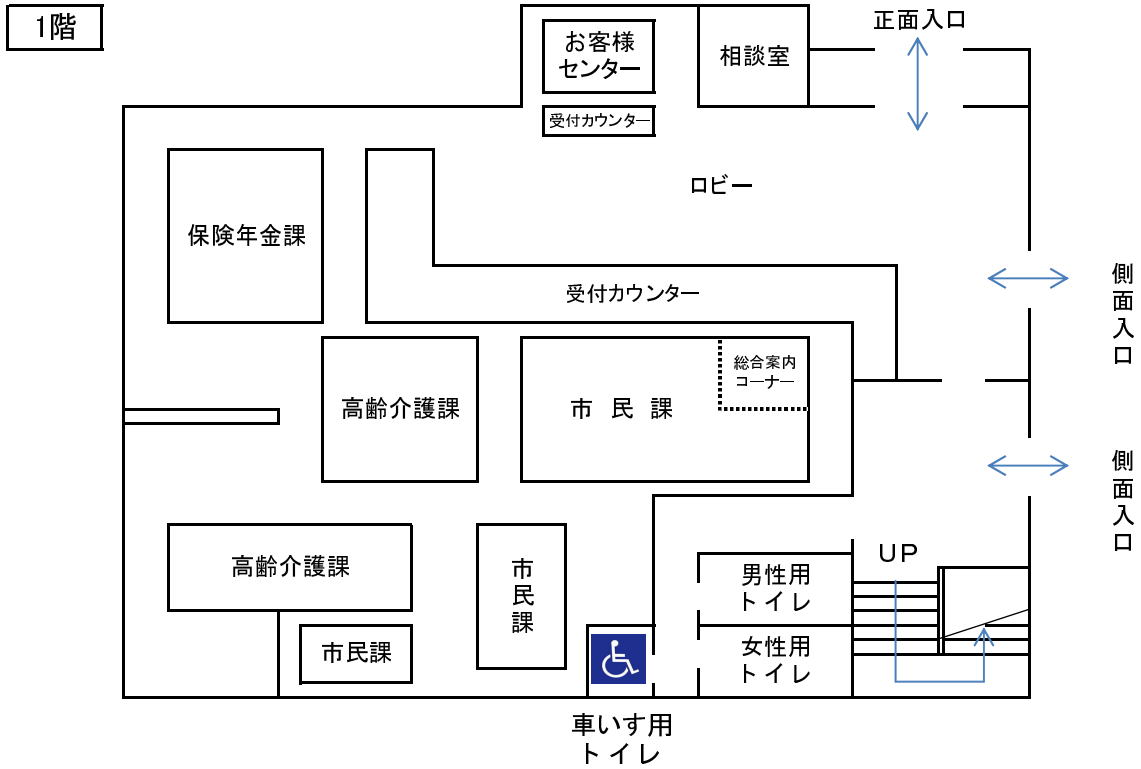 1階
正面入口
お客様
センター
相談室
受付カウンター
ロビー
保険年金課
側面入口
受付カウンター
総合案内
コーナー
高齢介護課
市民課
側面入口
UP
高齢介護課
市民課
男性用
トイレ
市民課
女性用
トイレ
車いす用
トイレ